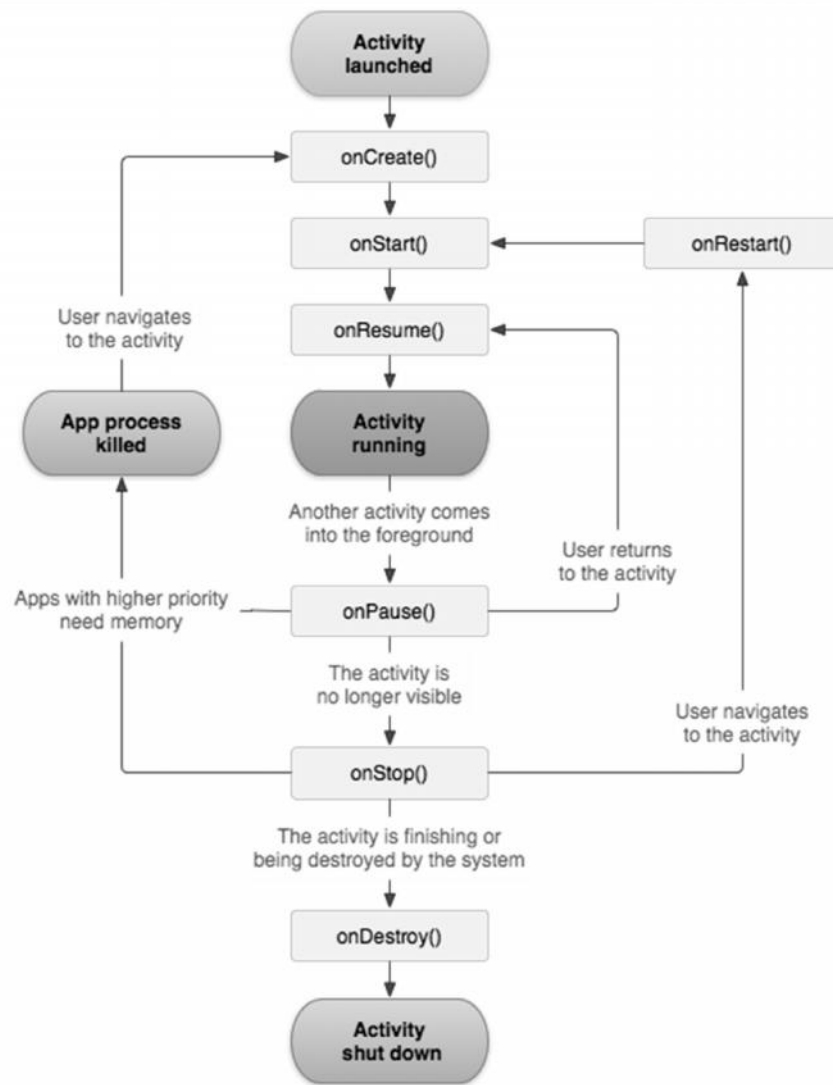 Activity
launched
onCreate()
onStart()
onRestart()
User navigates
to the activity
onResume()
App process
killed
Activity
running
Another activity comes
into the foreground
User returns
to the activity
Apps with higher priority
need memory
onPause()
The activity is
no longer visible
User navigates
to the activity
onStop()
The activity is finishing or
being destroyed by the system
onDestroy()
Activity
shut down